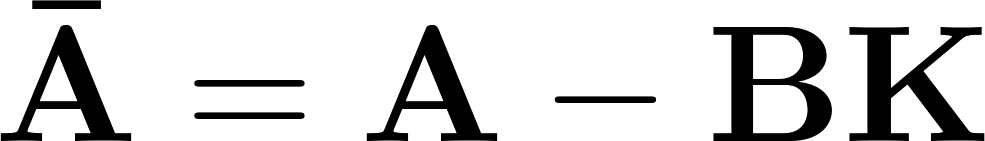 Ā = A − BK